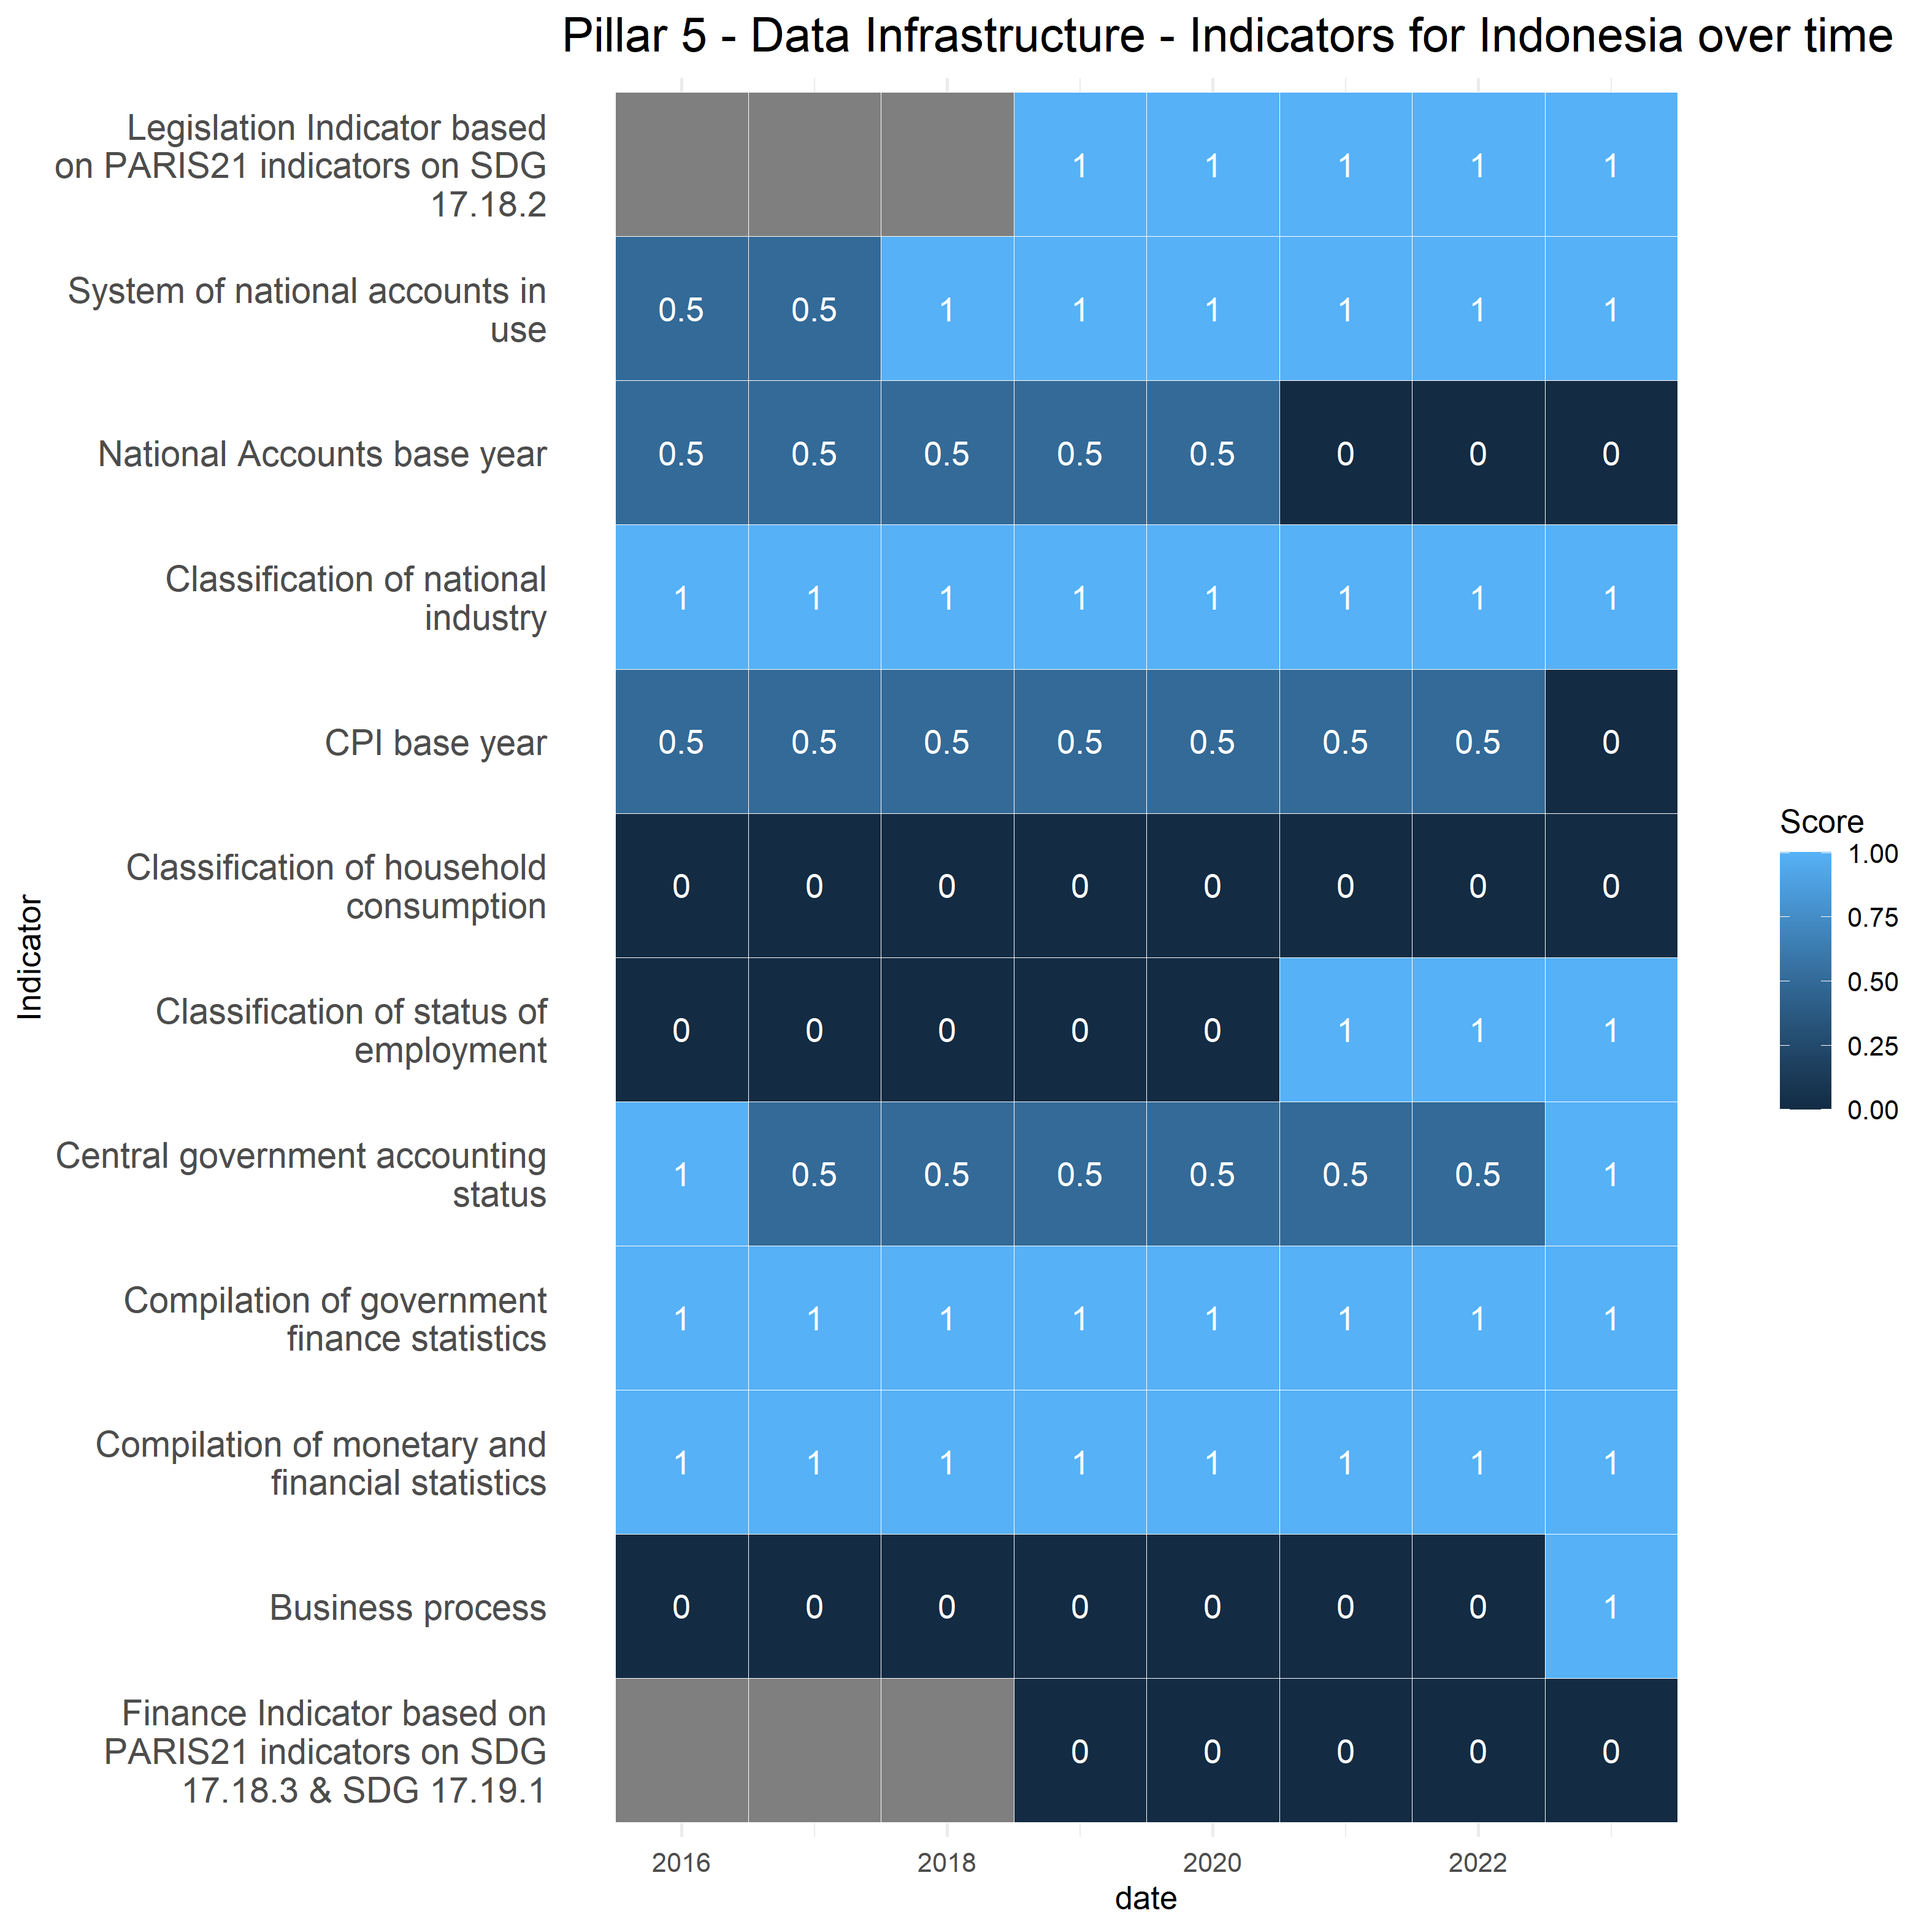 Pillar 5 - Data Infrastructure - Indicators for Indonesia over time
Legislation Indicator based
on PARIS21 indicators on SDG
17.18.2
1 1 1 1 1
System of national accounts in
use
0.5 0.5 1 1 1 1 1 1
National Accounts base year
0.5 0.5 0.5 0.5 0.5 0 0 0
Classification of national
industry
1 1 1 1 1 1 1 1
CPI base year
0.5 0.5 0.5 0.5 0.5 0.5 0.5 0
Classification of household
consumption
0 0 0 0 0 0 0 0
Classification of status of
employment
0 0 0 0 0 1 1 1
Central government accounting
status
1 0.5 0.5 0.5 0.5 0.5 0.5 1
Compilation of government
finance statistics
1 1 1 1 1 1 1 1
Compilation of monetary and
financial statistics
1 1 1 1 1 1 1 1
Business process
0 0 0 0 0 0 0 1
Finance Indicator based on
PARIS21 indicators on SDG
17.18.3 & SDG 17.19.1
0 0 0 0 0
2016 2018 2020 2022
date
Indicator
Score
1.00
0.75
0.50
0.25
0.00